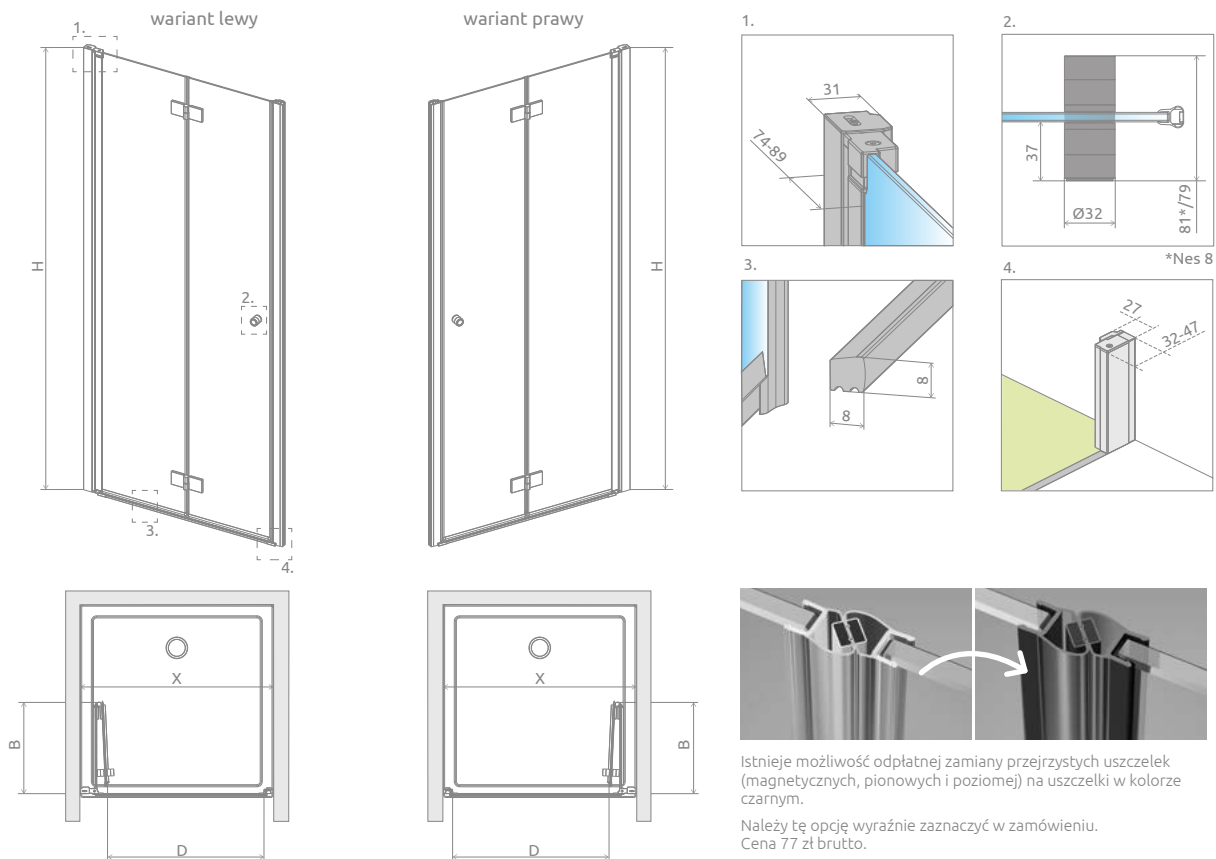 wariant lewy
wariant prawy
1.
H
2.
3.
4.
H
1.
31
74-89
2.
37
Ø32
81*/79
*Nes 8
3.
8
8
4.
27
32-47
X
B
D
X
B
D
Istnieje możliwość odpłatnej zamiany przejrzystych uszczelek
(magnetycznych, pionowych i poziomej) na uszczelki w kolorze
czarnym.
Należy tę opcję wyraźnie zaznaczyć w zamówieniu.
Cena 77 zł brutto.